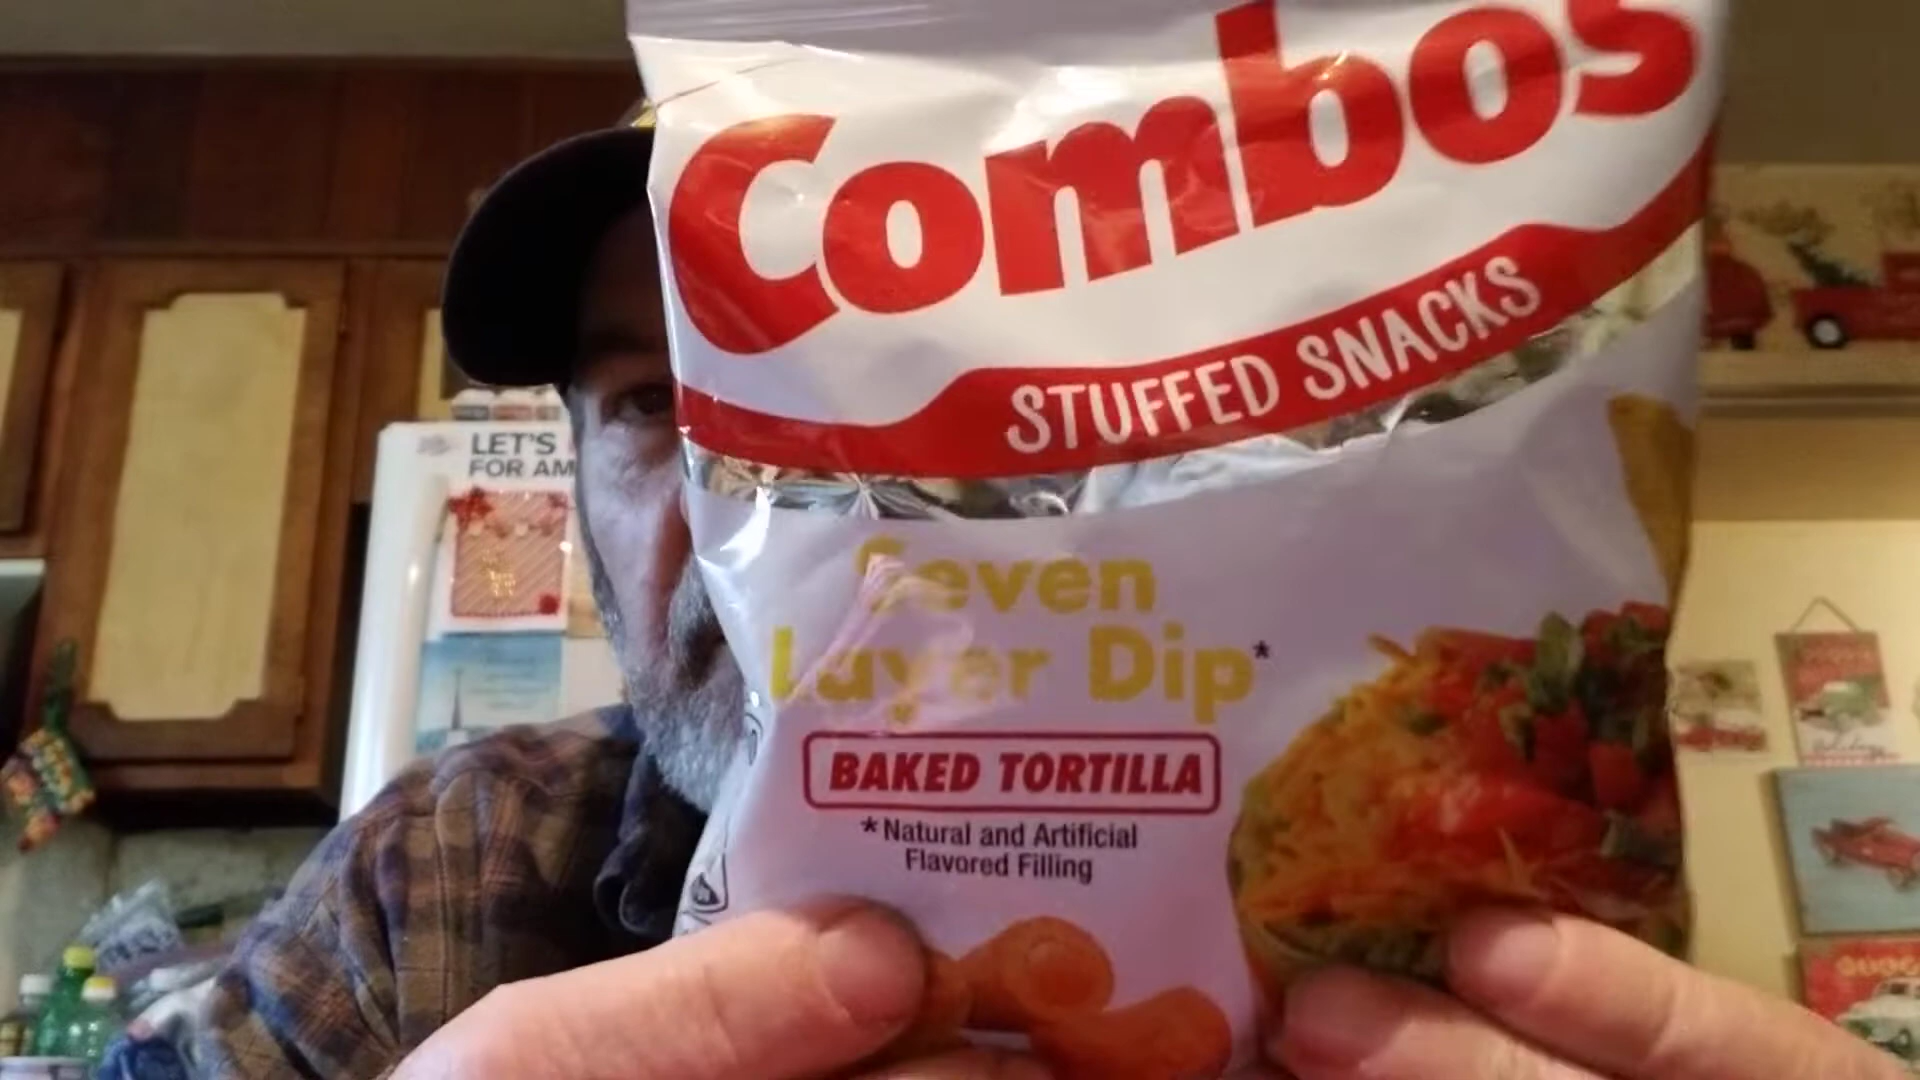 Combos
STUFFED SNACKS
LET'S
FOR AM
Seven
Layer Dip*
BAKED TORTILLA
*Natural and Artificial
Flavored Filling